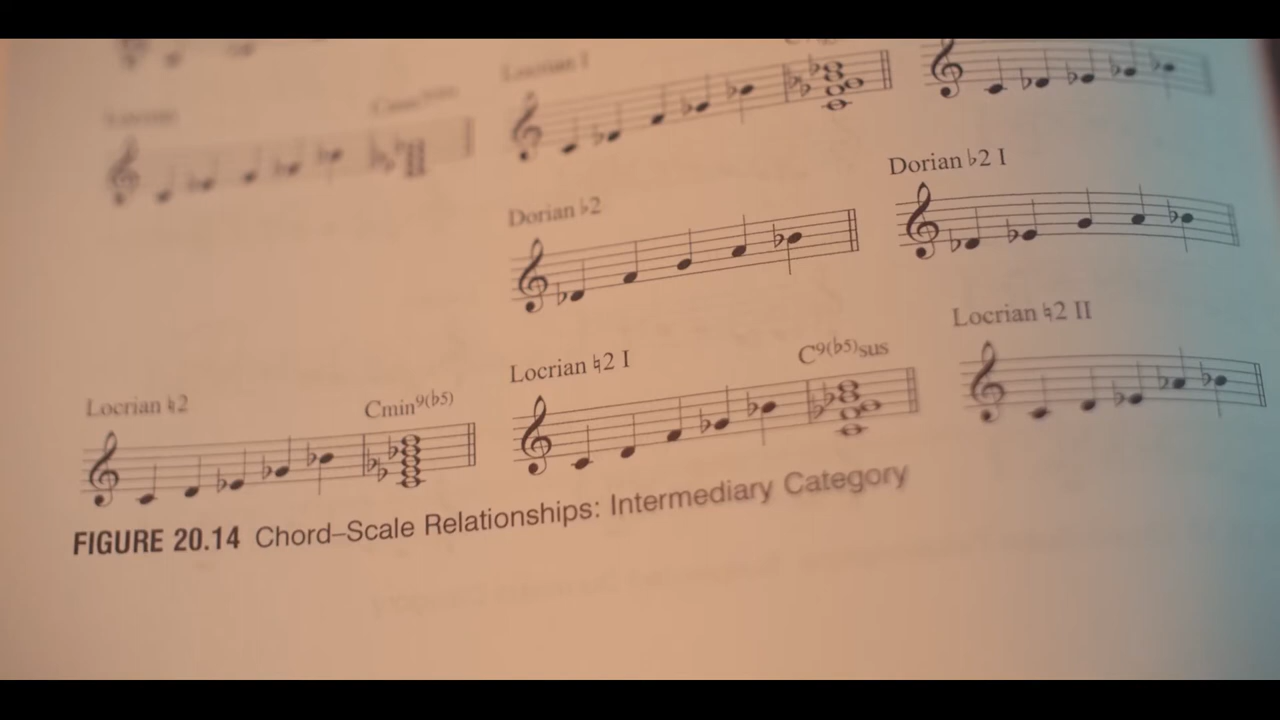 Locrian I
Dorian ♭2
Dorian ♭2 I
Locrian ♮2
Cmin9(♭5)
Locrian ♮2 I
C9(♭5)sus
Locrian ♮2 II
FIGURE 20.14 Chord–Scale Relationships: Intermediary Category